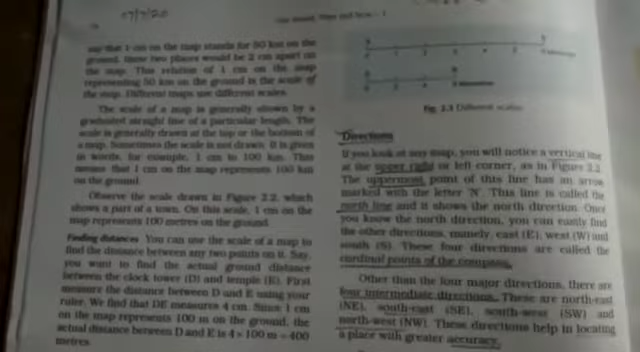 07/7/20
say that 1 cm on the map stands for 50 km on the
ground, these two places would be 2 cm apart on
the map. This relation of 1 cm on the map
representing 50 km on the ground is the scale of
the map. Different maps use different scales.
The scale of a map is generally shown by a
graduated straight line of a particular length. The
scale is generally drawn at the top or the bottom of
a map. Sometimes the scale is not drawn. It is given
in words, for example, 1 cm to 100 km. This
means that 1 cm on the map represents 100 km
on the ground.
Observe the scale drawn in Figure 2.2, which
shows a part of a town. On this scale, 1 cm on the
map represents 100 metres on the ground.
Finding distances You can use the scale of a map to
find the distance between any two points on it. Say,
you want to find the actual ground distance
between the clock tower (D) and temple (E). First
measure the distance between D and E using your
ruler. We find that DE measures 4 cm. Since 1 cm
on the map represents 100 m on the ground, the
actual distance between D and E is 4 × 100 m = 400
metres.
Fig. 2.3 Different scales
Directions
If you look at any map, you will notice a vertical line
at the upper right or left corner, as in Figure 2.2.
The uppermost point of this line has an arrow
marked with the letter 'N'. This line is called the
north line and it shows the north direction. Once
you know the north direction, you can easily find
the other directions, namely, east (E), west (W) and
south (S). These four directions are called the
cardinal points of the compass.
Other than the four major directions, there are
four intermediate directions. These are north-east
(NE), south-east (SE), south-west (SW) and
north-west (NW). These directions help in locating
a place with greater accuracy.